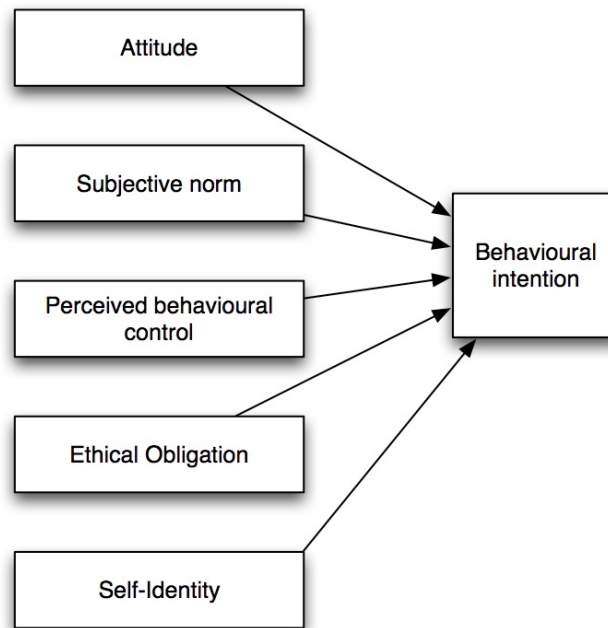 Attitude
Subjective norm
Perceived behavioural
control
Ethical Obligation
Self-Identity
Behavioural
intention